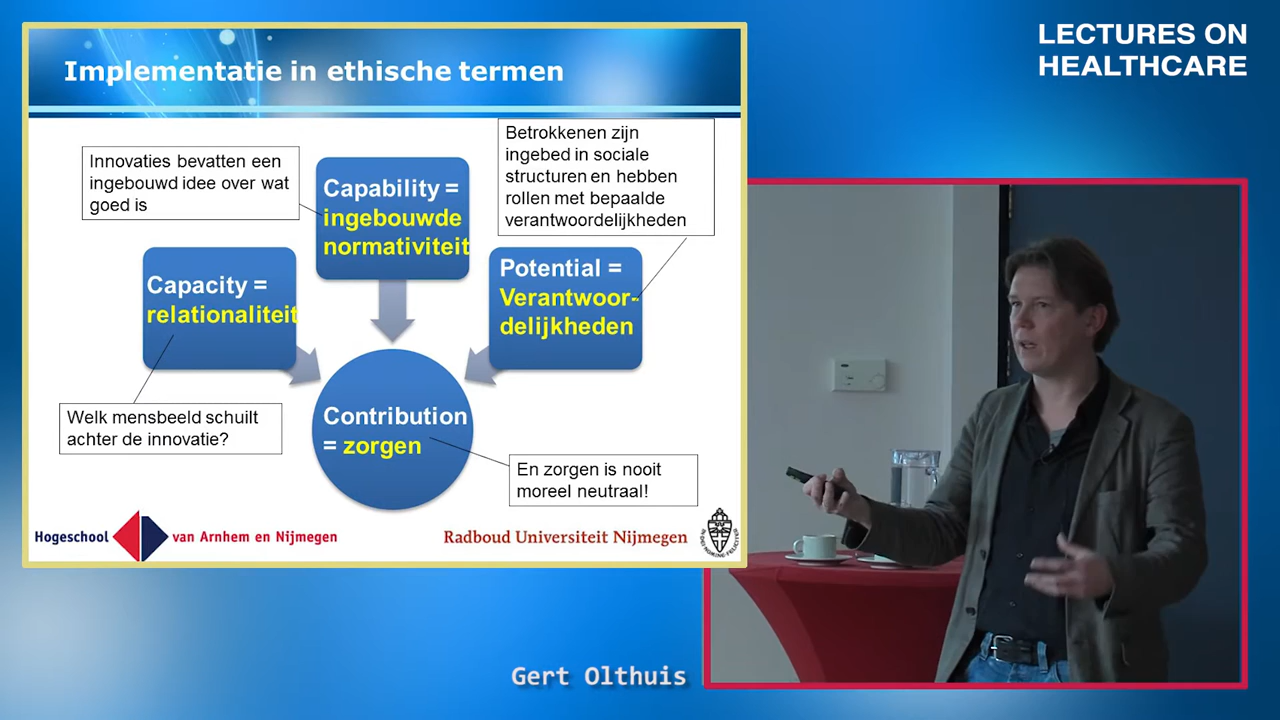 LECTURES ON
HEALTHCARE
Implementatie in ethische termen
Innovaties bevatten een
ingebouwd idee over wat
goed is
Capability =
ingebouwde
normativiteit
Betrokkenen zijn
ingebed in sociale
structuren en hebben
rollen met bepaalde
verantwoordelijkheden
Capacity =
relationaliteit
Potential =
Verantwoor-
delijkheden
Welk mensbeeld schuilt
achter de innovatie?
Contribution
= zorgen
En zorgen is nooit
moreel neutraal!
Hogeschool van Arnhem en Nijmegen
Radboud Universiteit Nijmegen
Gert Olthuis